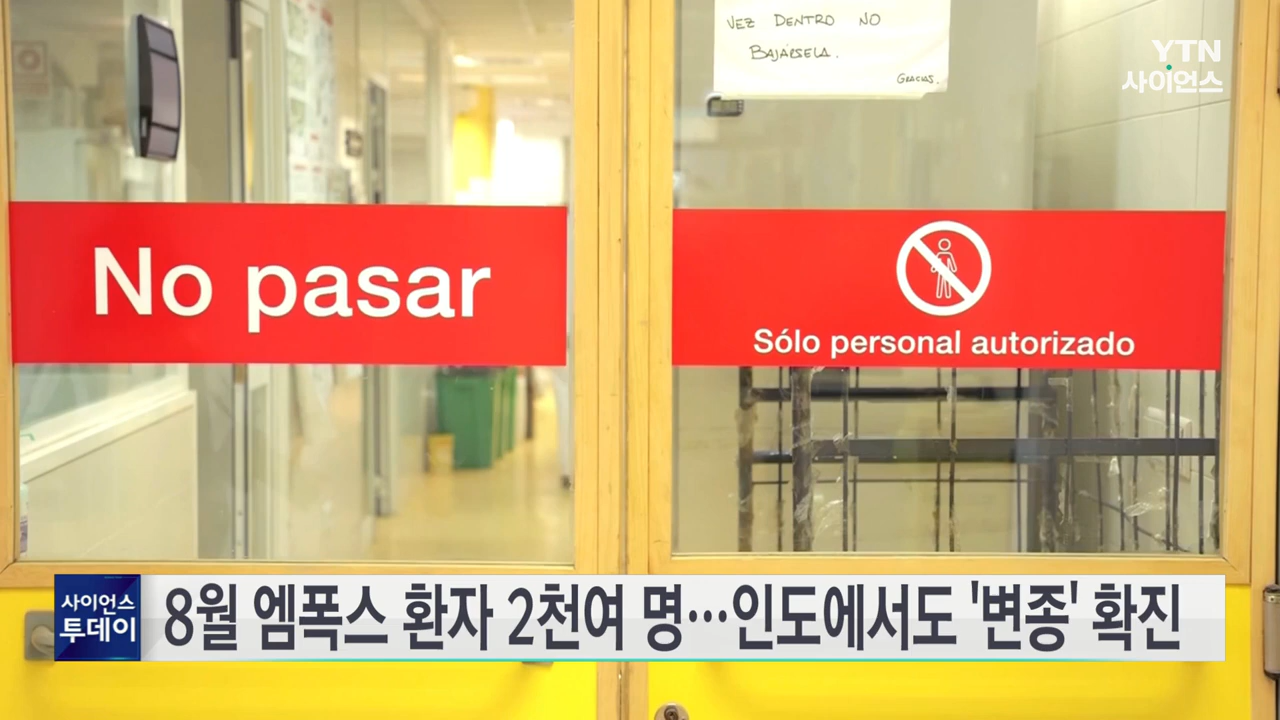 VEZ DENTRO NO
BAJÁRSELA.
GRACIAS.
YTN
사이언스
No pasar
Sólo personal autorizado
사이언스
투데이
8월 엠폭스 환자 2천여 명…인도에서도 '변종' 확진